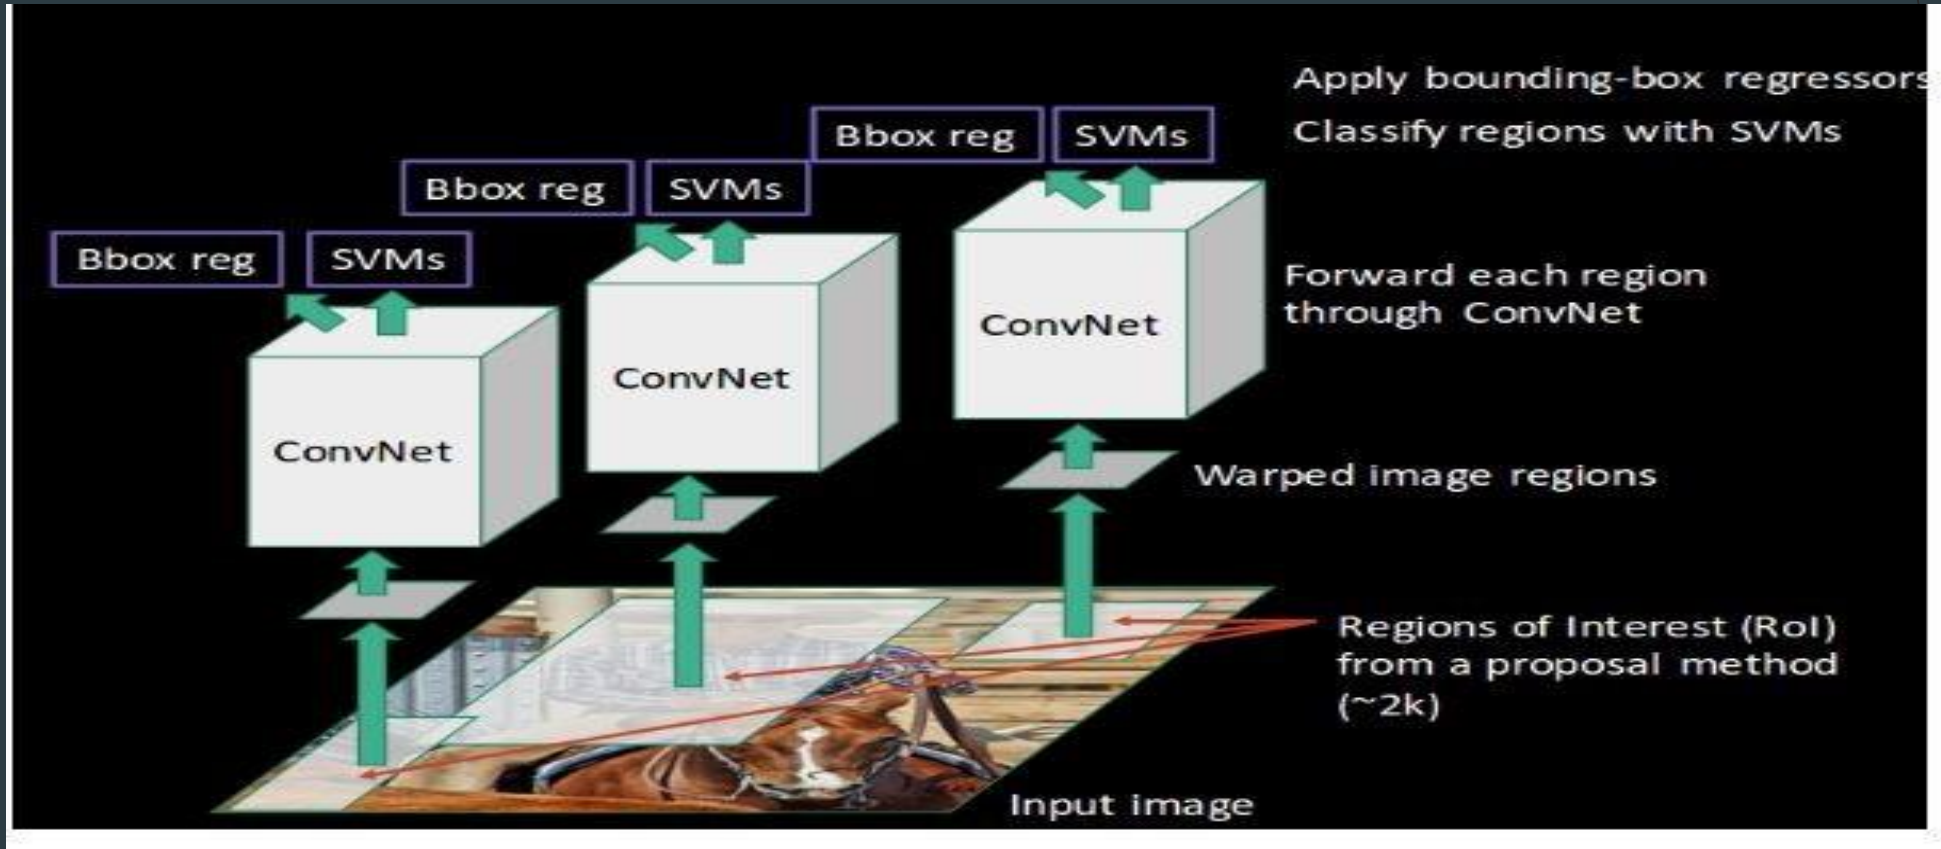 Apply bounding-box regressors
Bbox reg
SVMs
Classify regions with SVMs
Bbox reg
SVMs
Bbox reg
SVMs
Forward each region
through ConvNet
ConvNet
ConvNet
ConvNet
Warped image regions
Regions of Interest (RoI)
from a proposal method
(~2k)
Input image